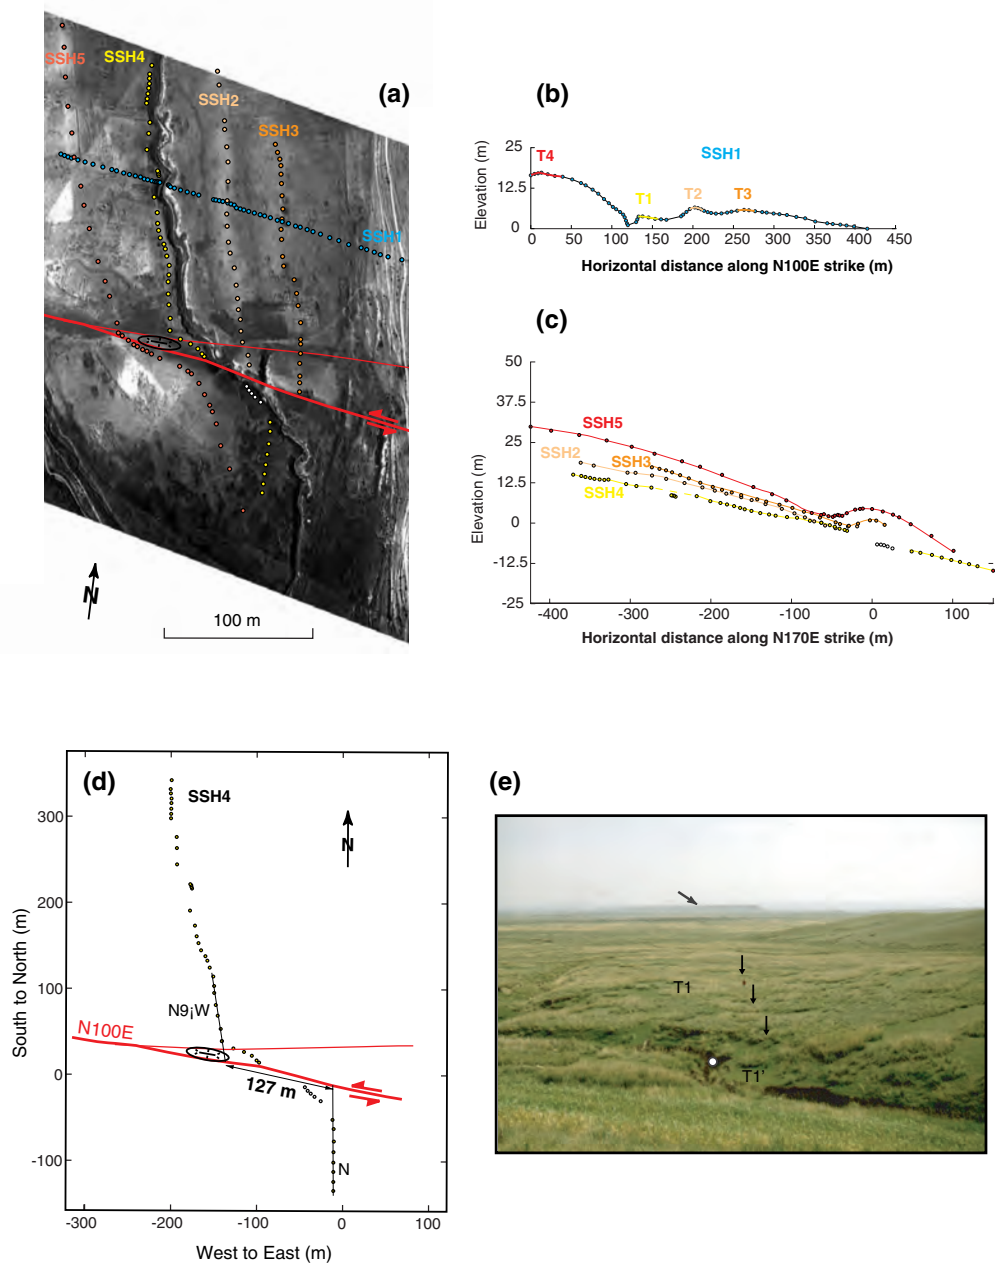 SSH5
SSH4
(a)
SSH2
SSH3
SSH1
N
100 m
(b)
Elevation (m)
25
12.5
0
T4
SSH1
T1
T2
T3
0 50 100 150 200 250 300 350 400 450
Horizontal distance along N100E strike (m)
(c)
Elevation (m)
50
37.5
25
12.5
0
-12.5
-25
SSH5
SSH2
SSH3
SSH4
-400 -300 -200 -100 0 100
Horizontal distance along N170E strike (m)
(d)
SSH4
N
South to North (m)
300
200
100
0
-100
N9¡W
N100E
127 m
N
-300 -200 -100 0 100
West to East (m)
(e)
T1
T1'